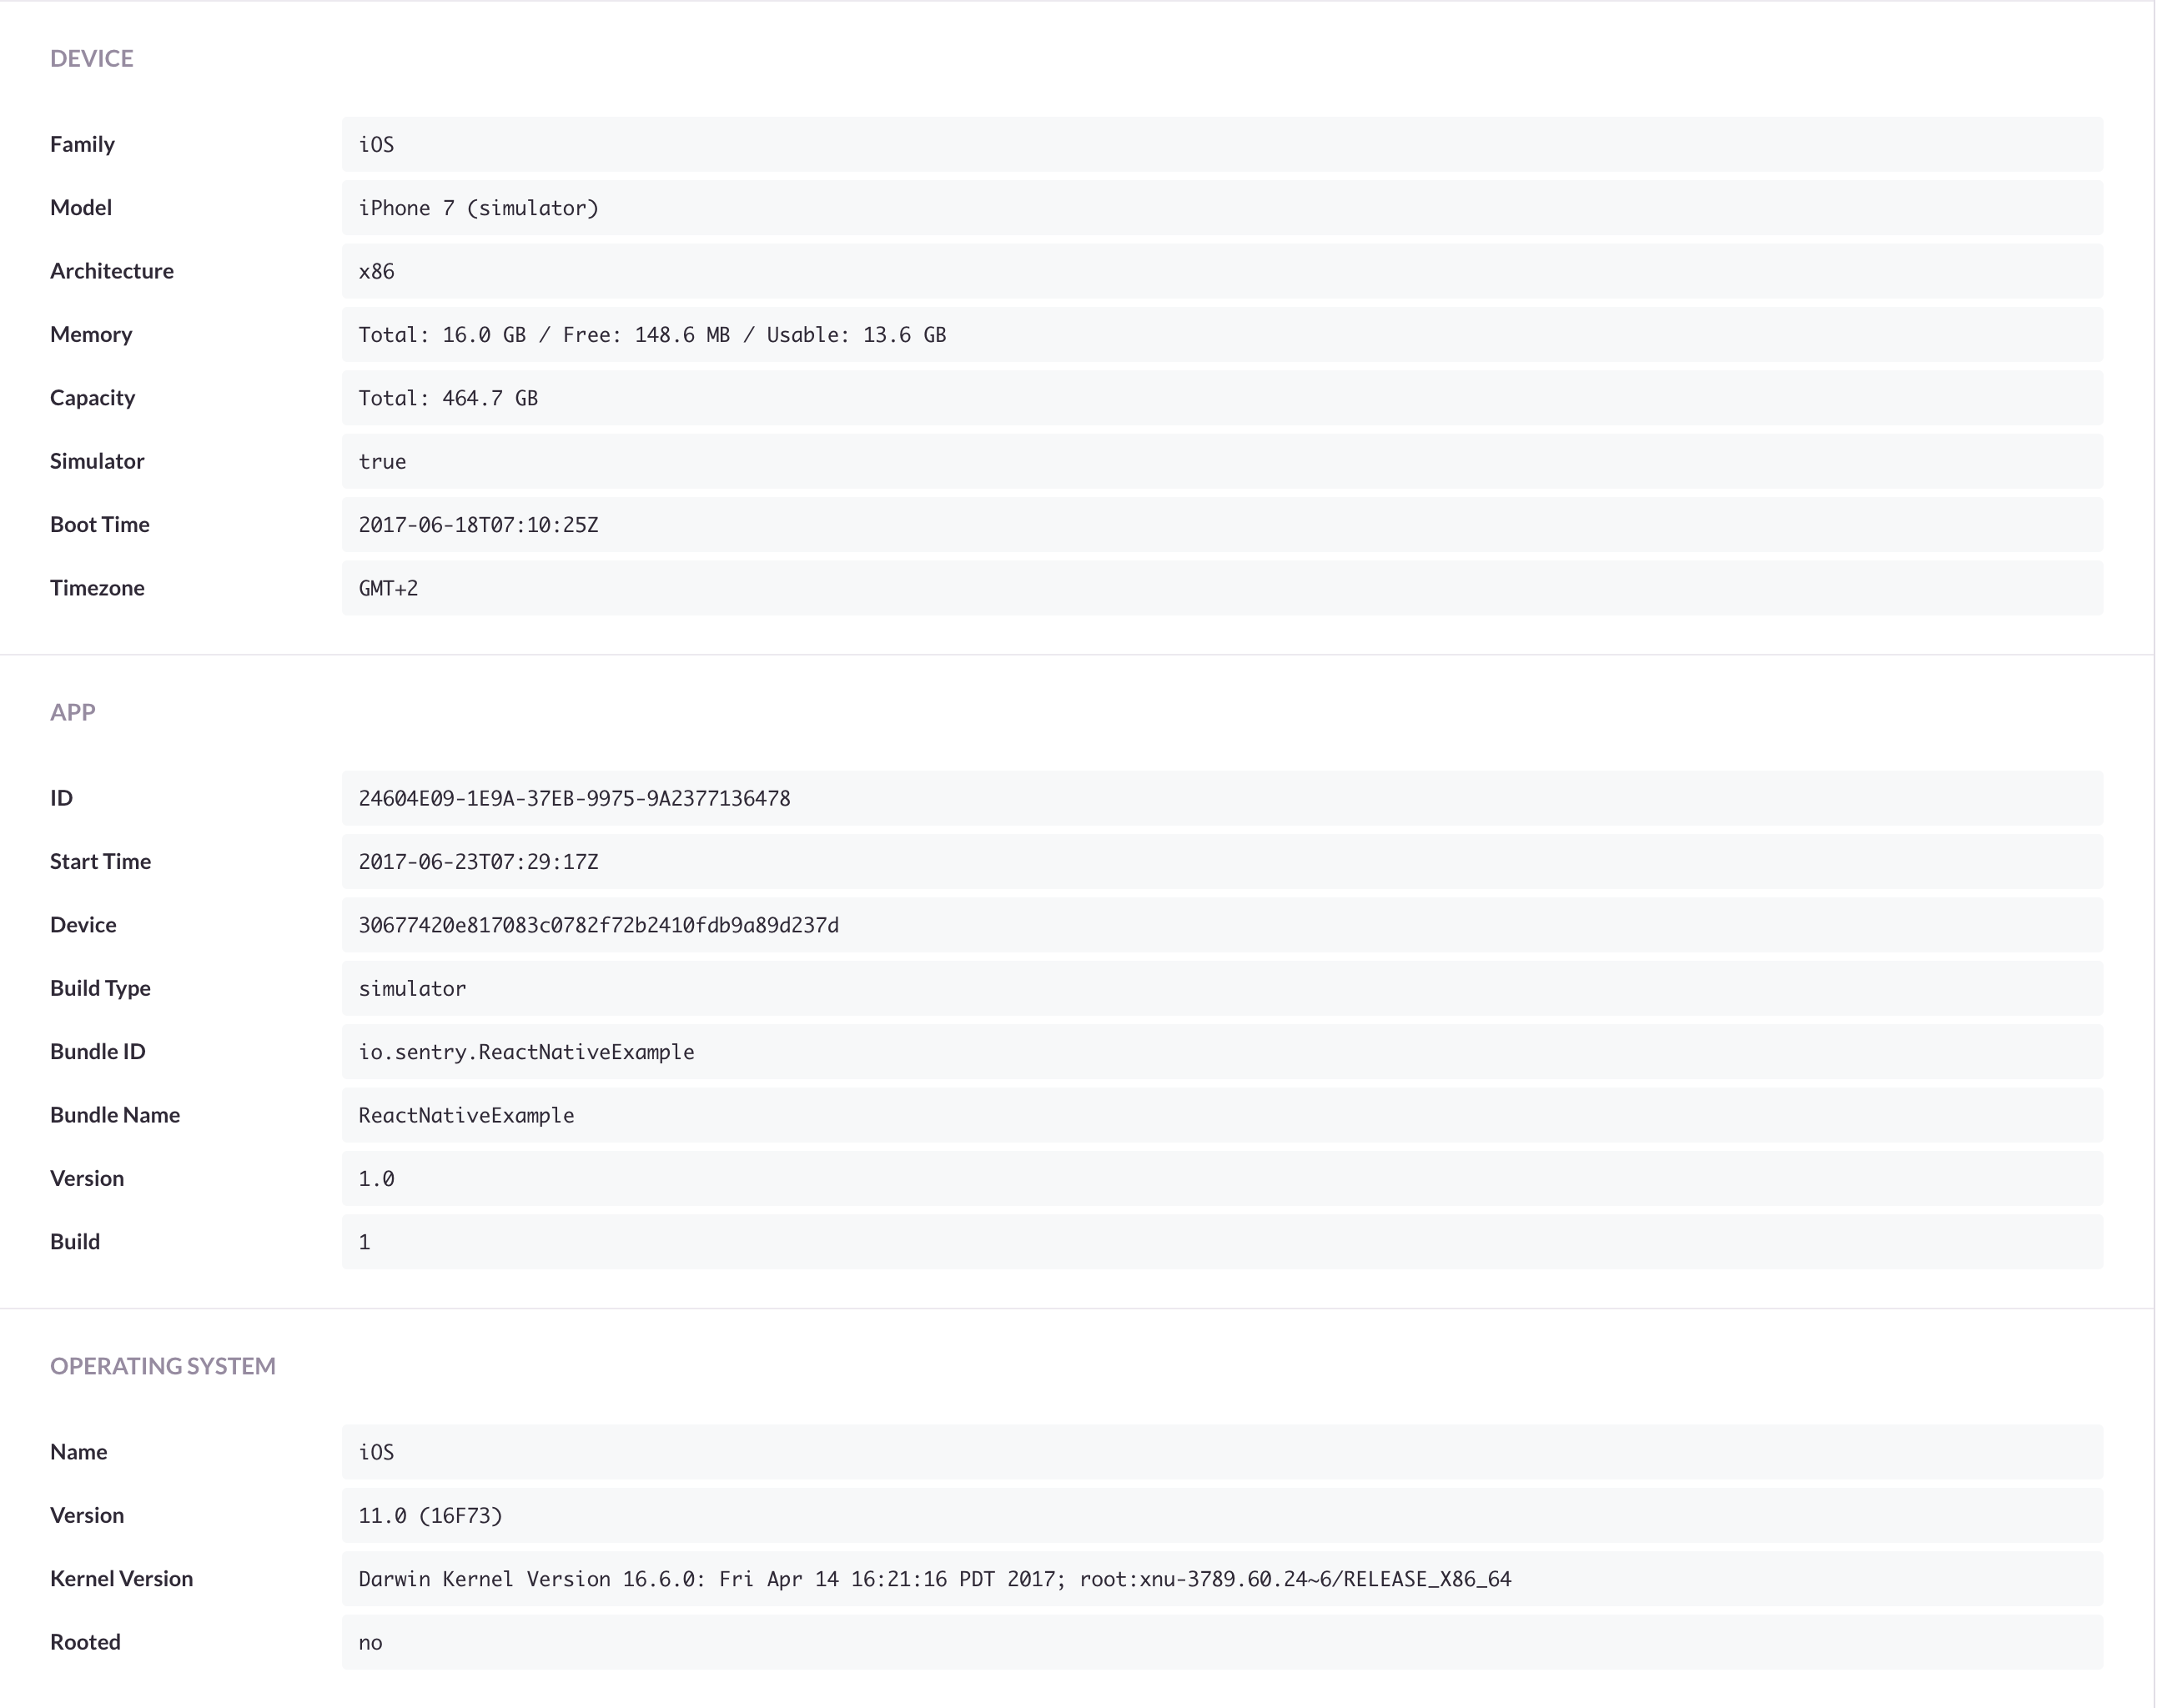 DEVICE
Family iOS
Model iPhone 7 (simulator)
Architecture x86
Memory Total: 16.0 GB / Free: 148.6 MB / Usable: 13.6 GB
Capacity Total: 464.7 GB
Simulator true
Boot Time 2017-06-18T07:10:25Z
Timezone GMT+2
APP
ID 24604E09-1E9A-37EB-9975-9A2377136478
Start Time 2017-06-23T07:29:17Z
Device 30677420e817083c0782f72b2410fdb9a89d237d
Build Type simulator
Bundle ID io.sentry.ReactNativeExample
Bundle Name ReactNativeExample
Version 1.0
Build 1
OPERATING SYSTEM
Name iOS
Version 11.0 (16F73)
Kernel Version Darwin Kernel Version 16.6.0: Fri Apr 14 16:21:16 PDT 2017; root:xnu-3789.60.24~6/RELEASE_X86_64
Rooted no